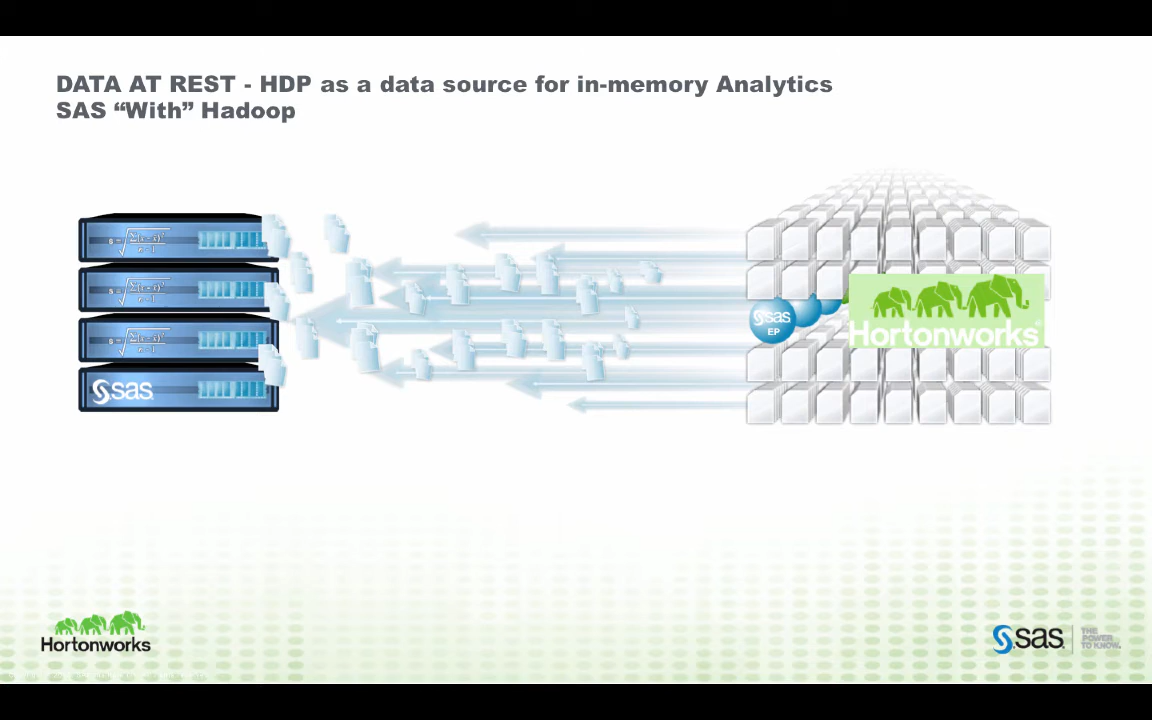 DATA AT REST - HDP as a data source for in-memory Analytics
SAS “With” Hadoop
sas
EP
Hortonworks
sas
Hortonworks
sas
THE
POWER
TO KNOW.